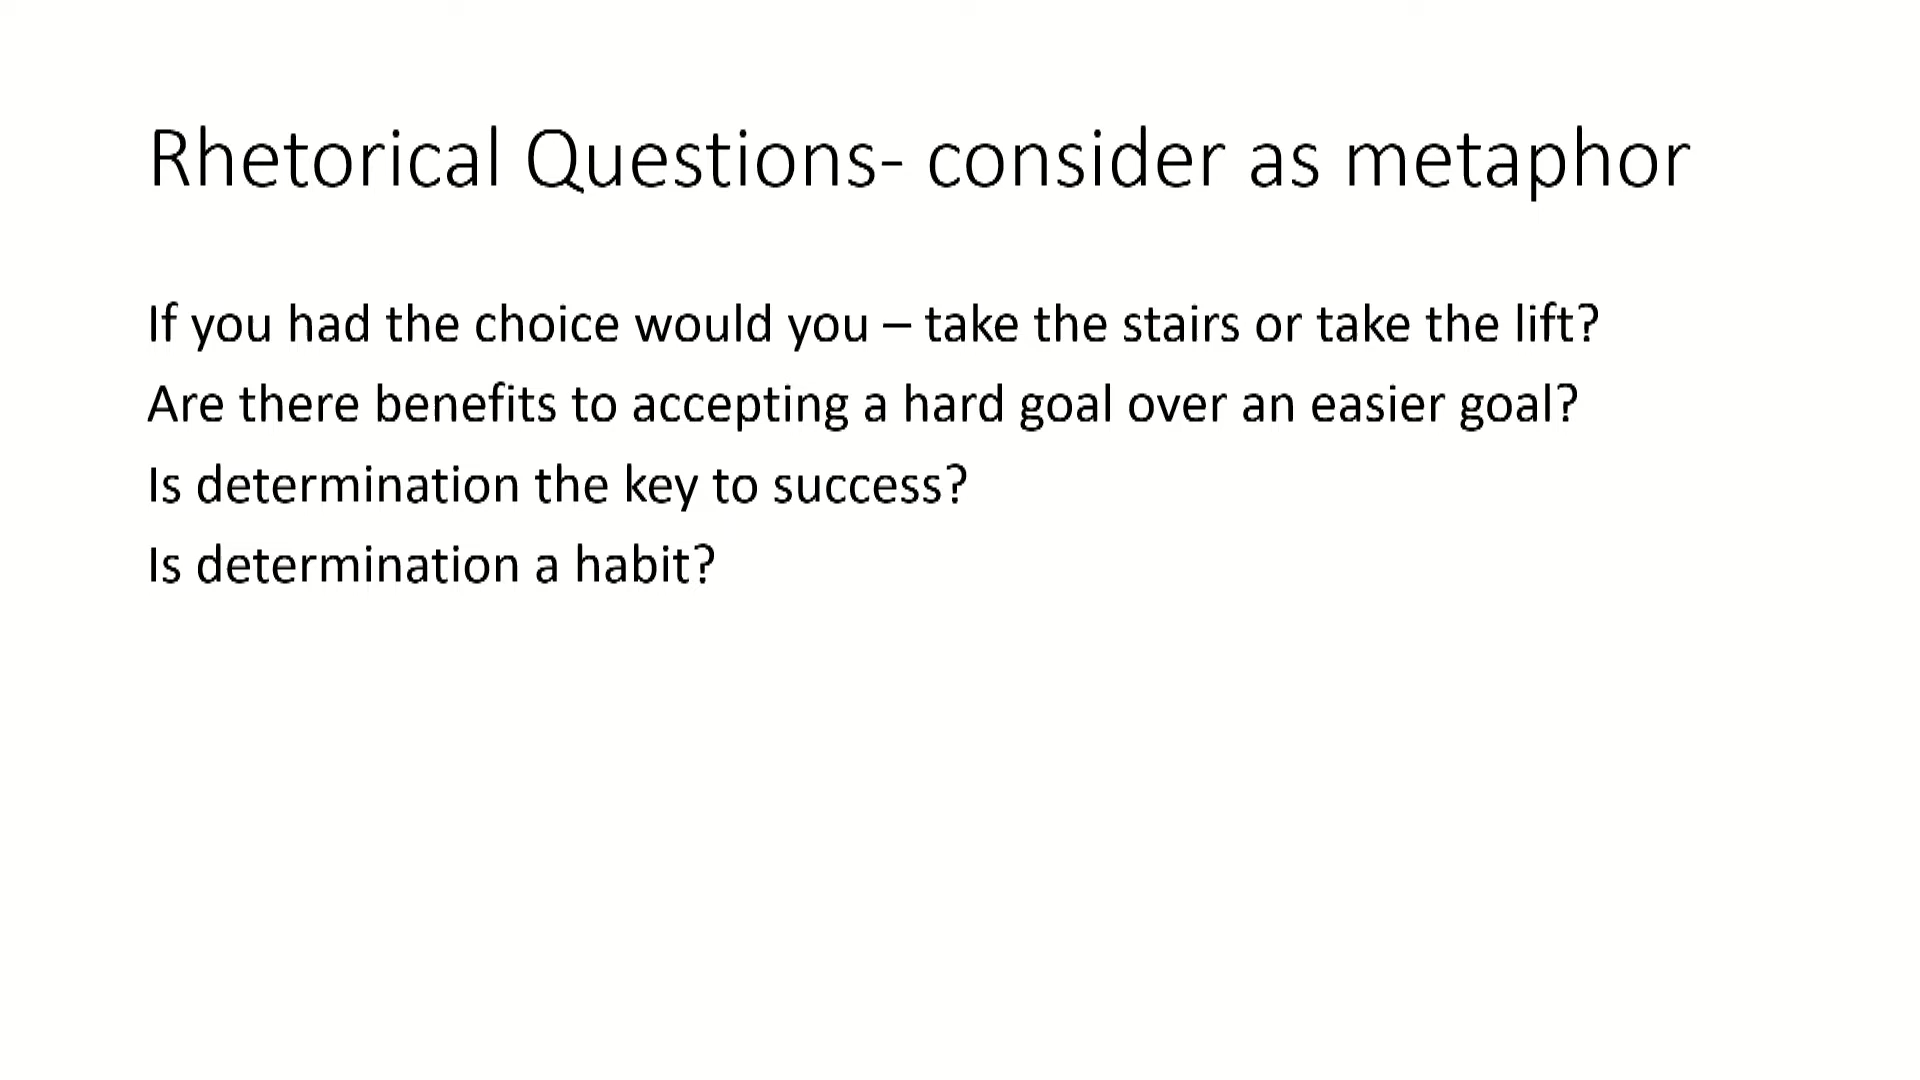 Rhetorical Questions- consider as metaphor
If you had the choice would you – take the stairs or take the lift?
Are there benefits to accepting a hard goal over an easier goal?
Is determination the key to success?
Is determination a habit?